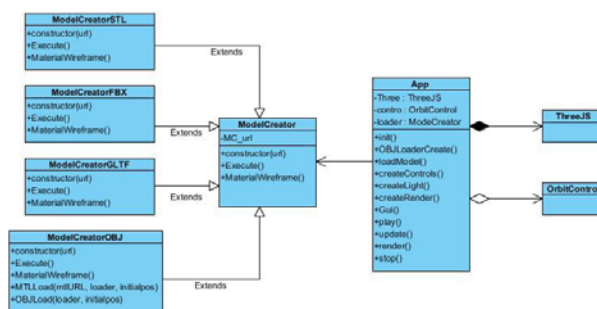 ModelCreatorSTL
+constructor(url)
+Execute()
+MaterialWireframe()
Extends
ModelCreatorFBX
+constructor(url)
+Execute()
+MaterialWireframe()
Extends
ModelCreatorGLTF
+constructor(url)
+Execute()
+MaterialWireframe()
Extends
ModelCreatorOBJ
+constructor(url)
+Execute()
+MaterialWireframe()
+MTLLoad(mtlURL, loader, initialpos)
+OBJLoad(loader, initialpos)
Extends
ModelCreator
-MC_url
+constructor(url)
+Execute()
+MaterialWireframe()
App
-Three : ThreeJS
-contro : OrbitControl
-loader : ModeCreator
+init()
+OBJLoaderCreate()
+loadModel()
+createControls()
+createLight()
+createRender()
+Gui()
+play()
+update()
+render()
+stop()
ThreeJS
OrbitControl